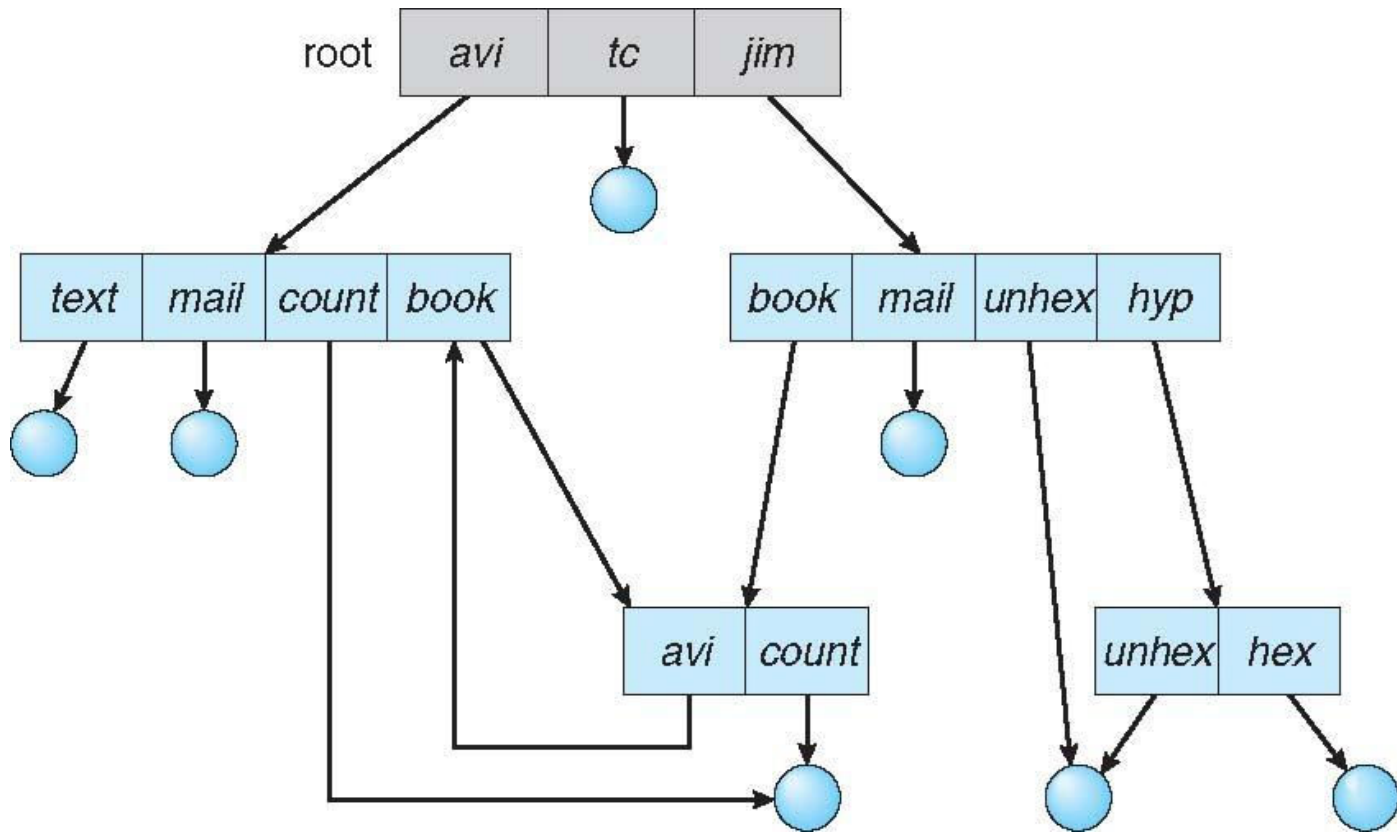 root avi tc jim
text mail count book
book mail unhex hyp
avi count
unhex hex